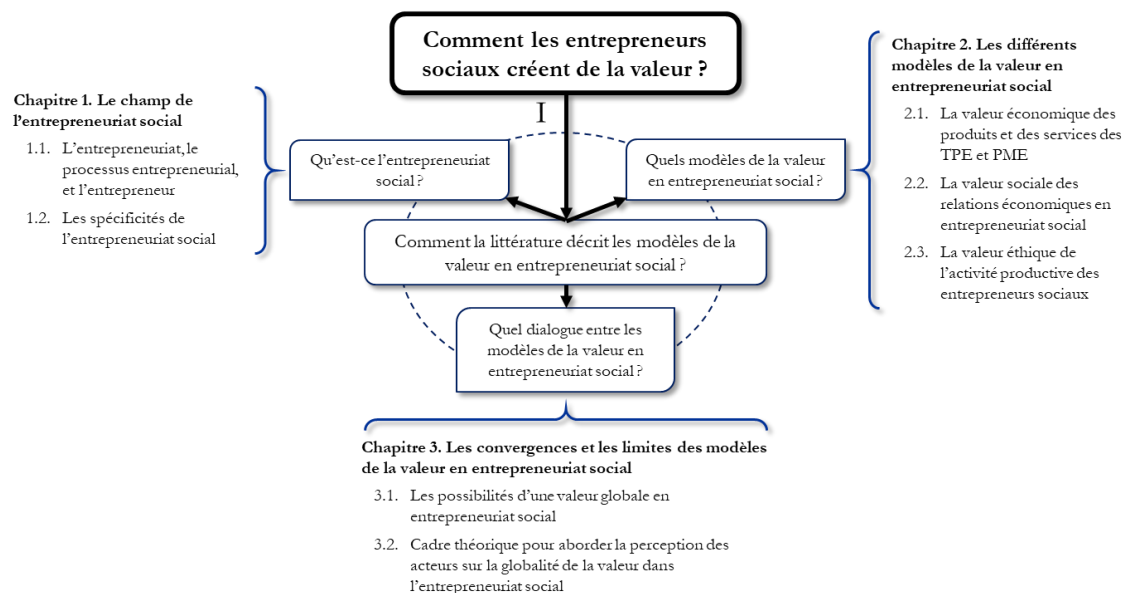 Comment les entrepreneurs
sociaux créent de la valeur ?
I
Chapitre 1. Le champ de
l'entrepreneuriat social
1.1. L'entrepreneuriat, le
processus entrepreneurial,
et l'entrepreneur
1.2. Les spécificités de
l'entrepreneuriat social
Qu'est-ce l'entrepreneuriat
social ?
Quels modèles de la valeur
en entrepreneuriat social ?
Chapitre 2. Les différents
modèles de la valeur en
entrepreneuriat social
2.1. La valeur économique des
produits et des services des
TPE et PME
2.2. La valeur sociale des
relations économiques en
entrepreneuriat social
2.3. La valeur éthique de
l'activité productive des
entrepreneurs sociaux
Comment la littérature décrit les modèles de la
valeur en entrepreneuriat social ?
Quel dialogue entre les
modèles de la valeur en
entrepreneuriat social ?
Chapitre 3. Les convergences et les limites des modèles
de la valeur en entrepreneuriat social
3.1. Les possibilités d'une valeur globale en
entrepreneuriat social
3.2. Cadre théorique pour aborder la perception des
acteurs sur la globalité de la valeur dans
l'entrepreneuriat social